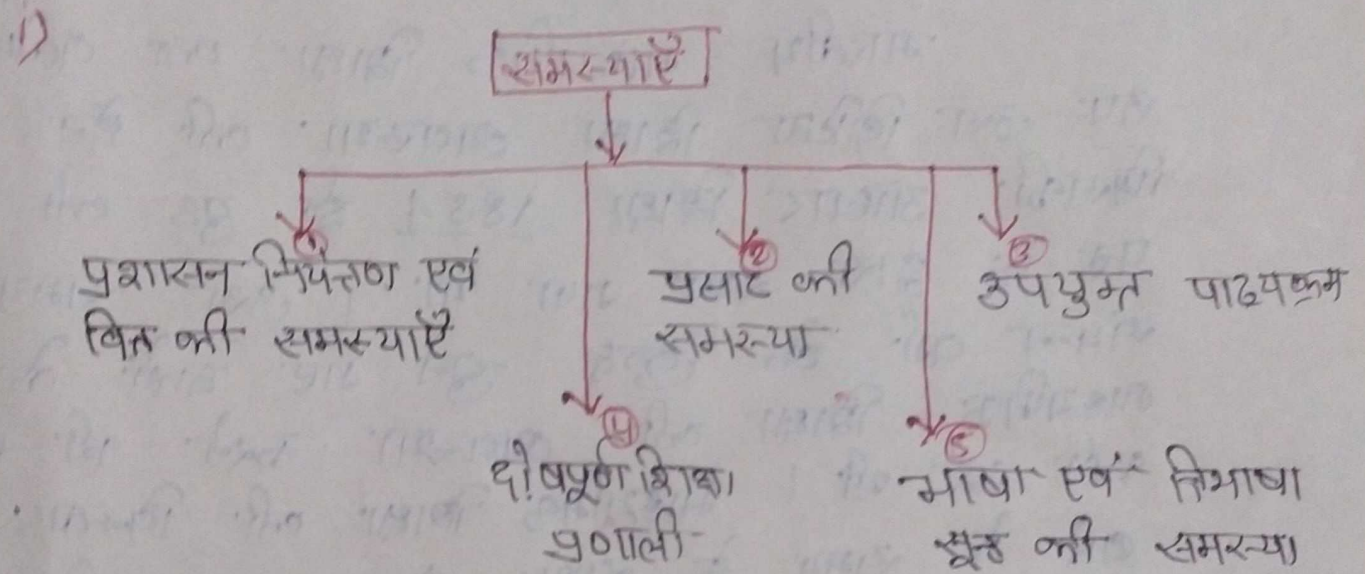 1)
समस्याएँ
①
प्रशासन नियंत्रण एवं
वित्त की समस्याएँ
②
प्रसार की
समस्या
③
उपयुक्त पाठ्यक्रम
④
दोषपूर्ण शिक्षा
प्रणाली
⑤
भाषा एवं त्रिभाषा
सूत्र की समस्या